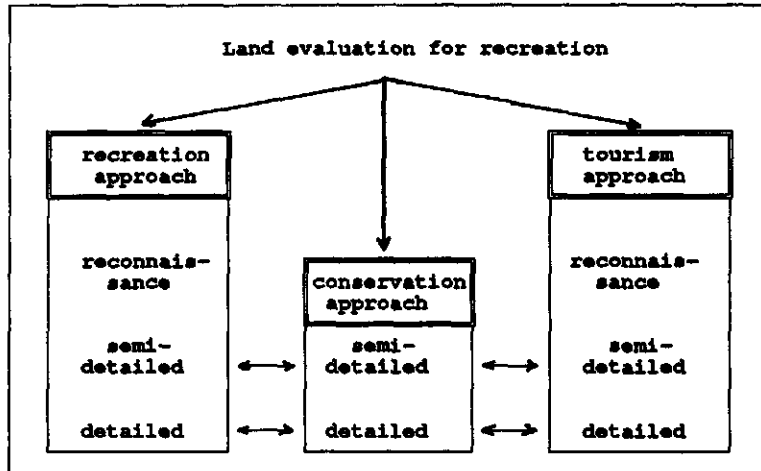 Land evaluation for recreation
recreation
approach
tourism
approach
reconnais-
sance
conservation
approach
reconnais-
sance
semi-
detailed
semi-
detailed
semi-
detailed
detailed
detailed
detailed